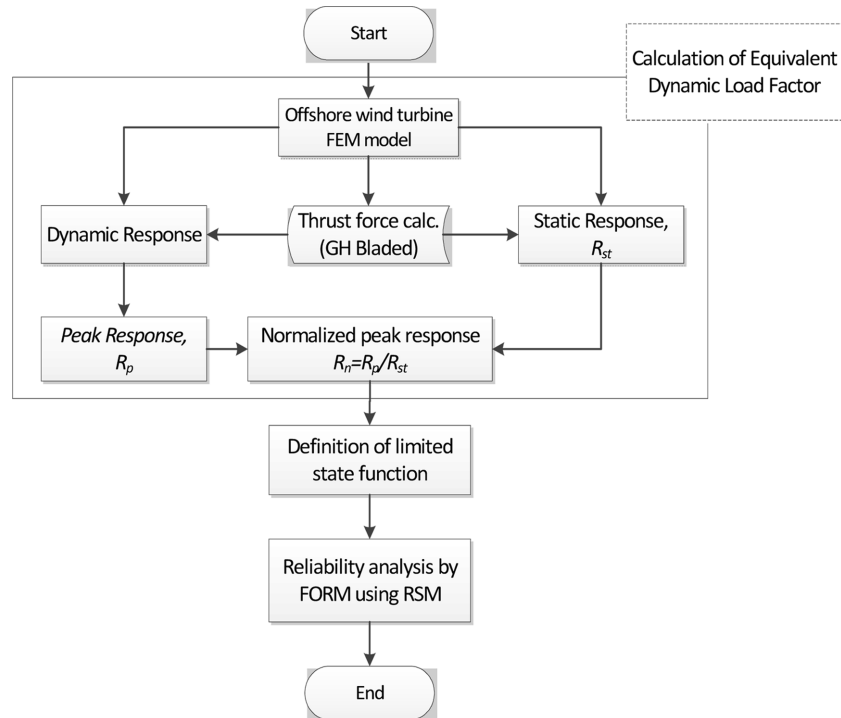 Start
Calculation of Equivalent
Dynamic Load Factor
Offshore wind turbine
FEM model
Dynamic Response
Thrust force calc.
(GH Bladed)
Static Response,
Rst
Peak Response,
Rp
Normalized peak response
Rn=Rp/Rst
Definition of limited
state function
Reliability analysis by
FORM using RSM
End